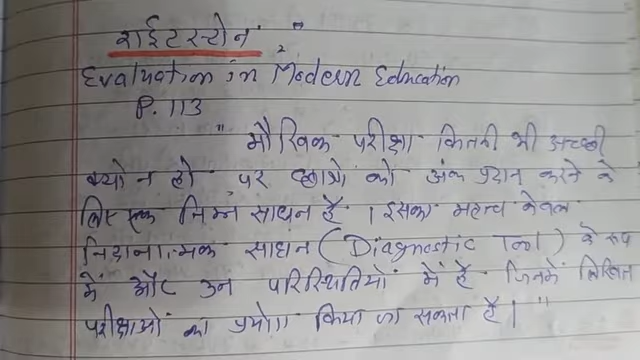 राईटस्टोन "
Evaluation in Modern Education
P. 113
" मौखिक परीक्षा कितनी भी अच्छी
क्यो न हो पर छात्रो को अंक प्रदान करने के
लिए एक निम्न साधन है । इसका महत्व केवल
निदानात्मक साधन (Diagnostic Tool) के रूप
में और उन परिस्थितियों में है जिनमें लिखित
परीक्षाओं का प्रयोग किया जा सकता है । "